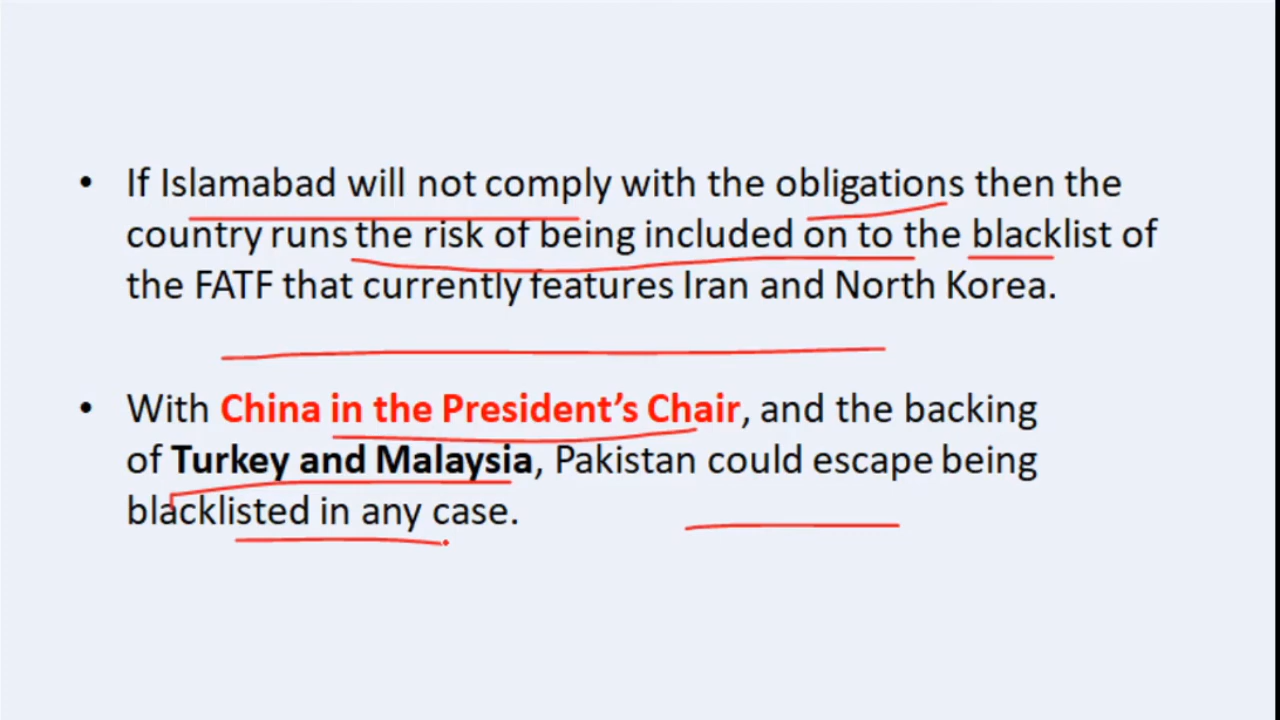 • If Islamabad will not comply with the obligations then the
country runs the risk of being included on to the blacklist of
the FATF that currently features Iran and North Korea.
• With China in the President’s Chair, and the backing
of Turkey and Malaysia, Pakistan could escape being
blacklisted in any case.